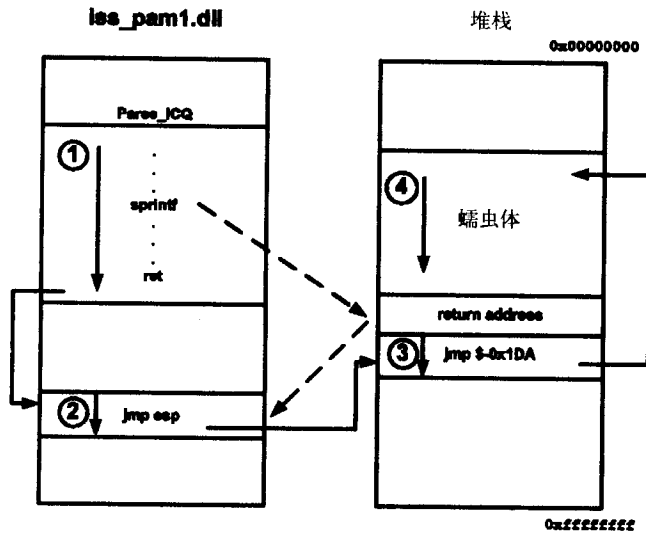 iss_pam1.dll
堆栈
0x00000000
Parse_ICQ
①
sprintf
ret
②
jmp esp
④
蠕虫体
return address
③
jmp $-0x1DA
0xffffffff